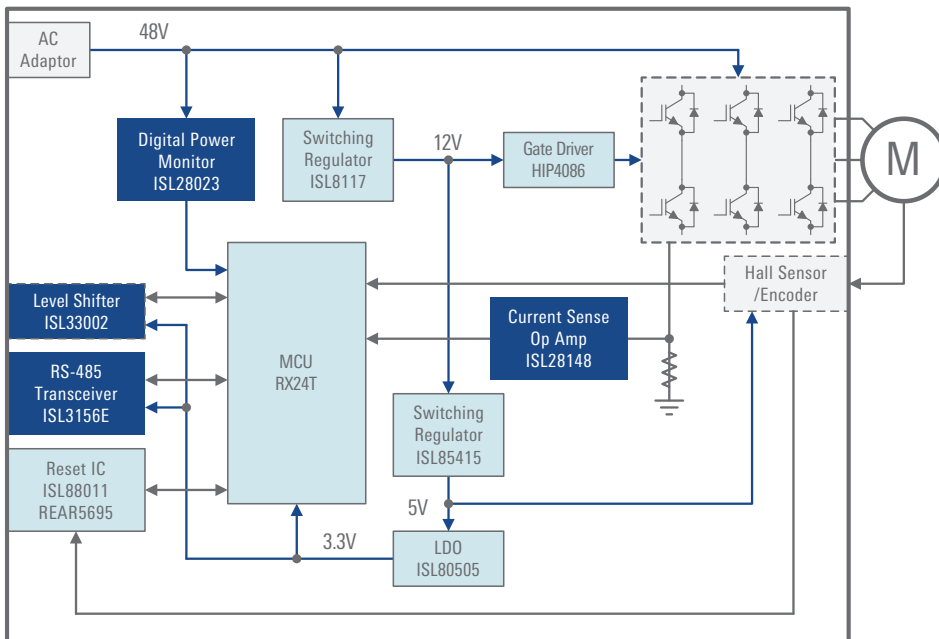 AC
Adaptor
48V
Digital Power
Monitor
ISL28023
Switching
Regulator
ISL8117
12V
Gate Driver
HIP4086
M
Hall Sensor
/Encoder
Level Shifter
ISL33002
MCU
RX24T
Current Sense
Op Amp
ISL28148
RS-485
Transceiver
ISL3156E
Switching
Regulator
ISL85415
Reset IC
ISL88011
REAR5695
5V
3.3V
LDO
ISL80505